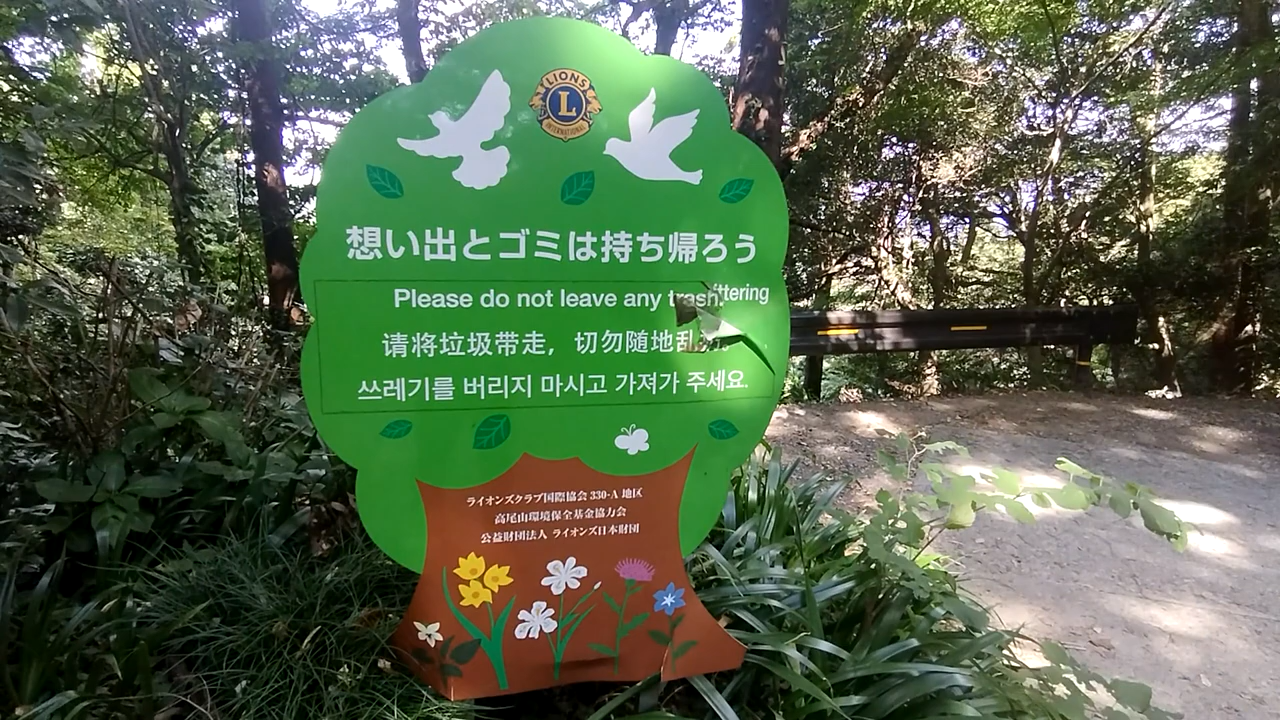 LIONS
L
INTERNATIONAL
想い出とゴミは持ち帰ろう
Please do not leave any trash. ittering
请将垃圾带走，切勿随地乱
쓰레기를 버리지 마시고 가져가 주세요.
ライオンズクラブ国際協会 330-A 地区
高尾山環境保全基金協力会
公益財団法人 ライオンズ日本財団